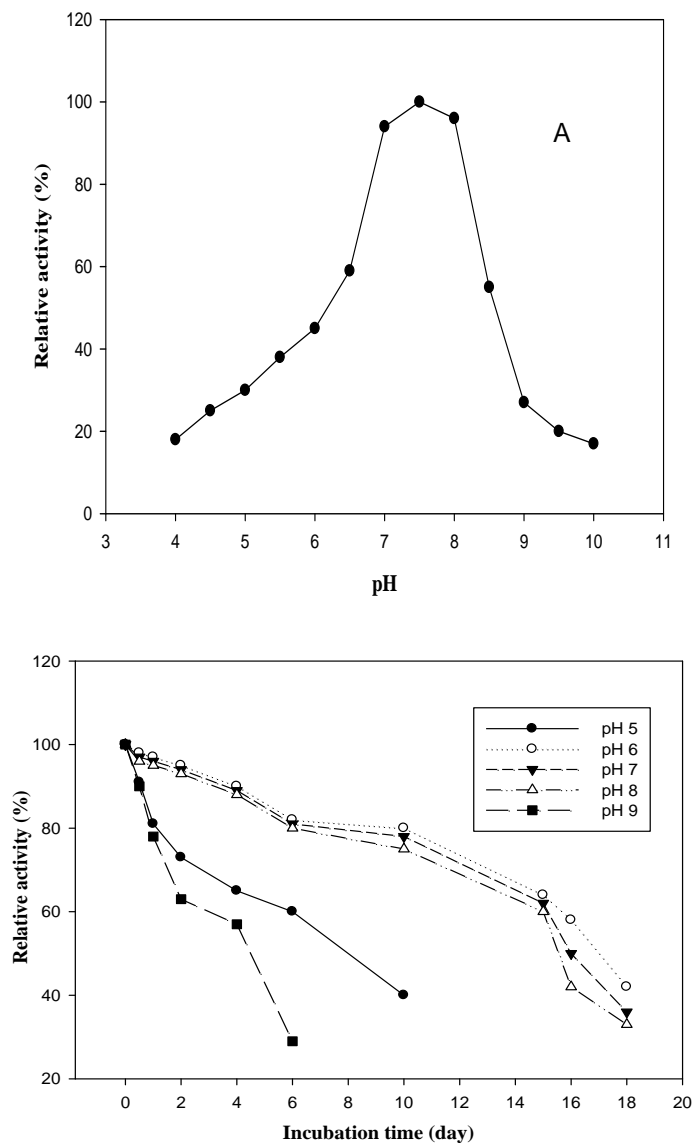 120
100
80
60
40
20
0
Relative activity (%)
A
3 4 5 6 7 8 9 10 11
pH
120
100
80
60
40
20
Relative activity (%)
pH 5
pH 6
pH 7
pH 8
pH 9
0 2 4 6 8 10 12 14 16 18 20
Incubation time (day)